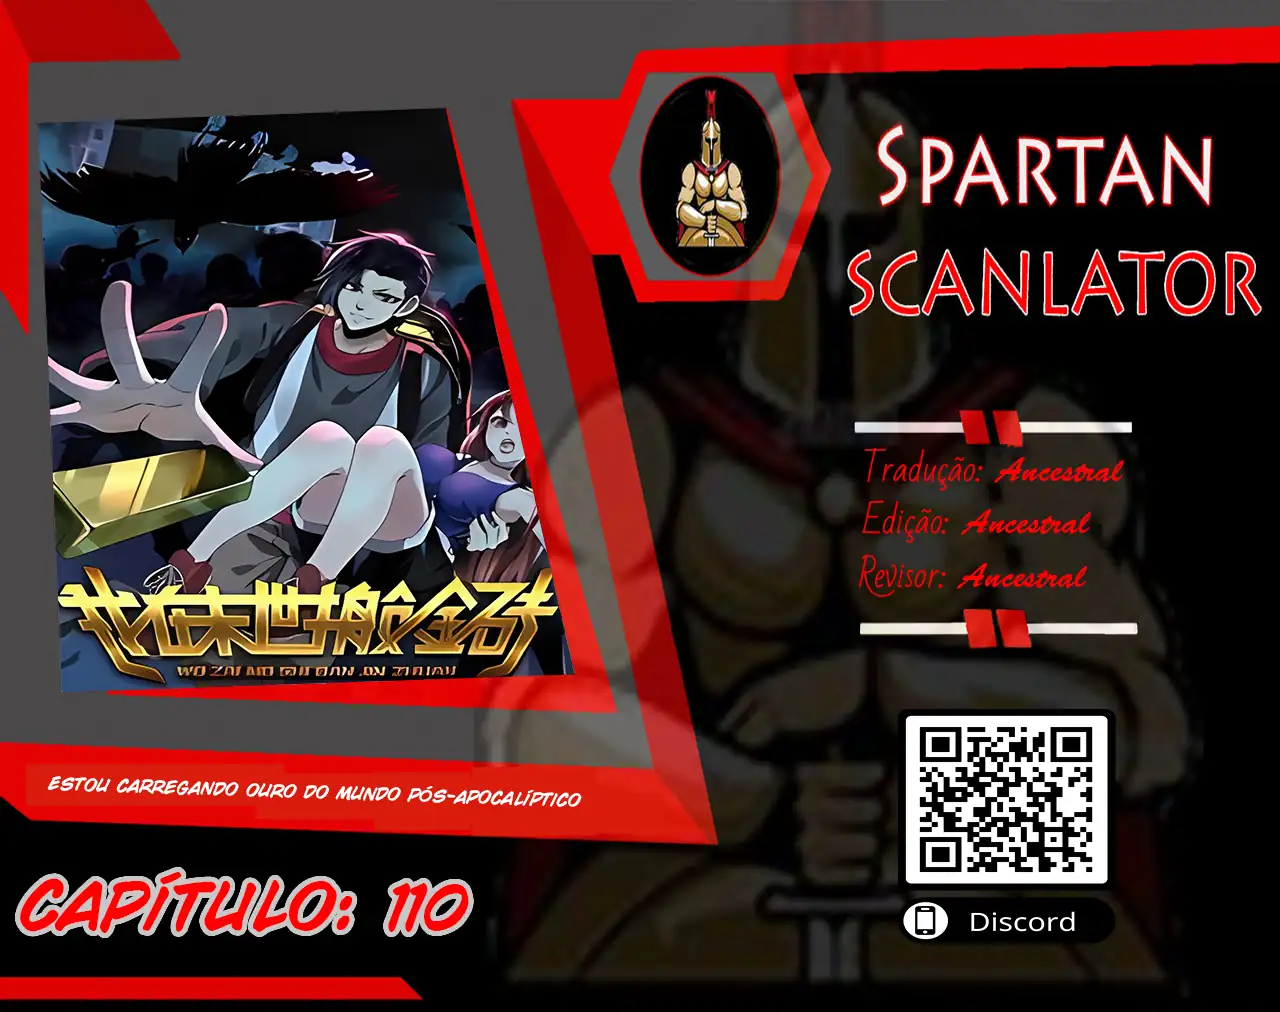 SPARTAN
SCANLATOR
Tradução: Ancestral
Edição: Ancestral
Revisor: Ancestral
我在末世搬金砖
ESTOU CARREGANDO OURO DO MUNDO PÓS-APOCALÍPTICO
CAPÍTULO: 110
Discord